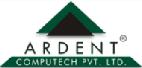 ARDENT®
COMPUTECH PVT. LTD.